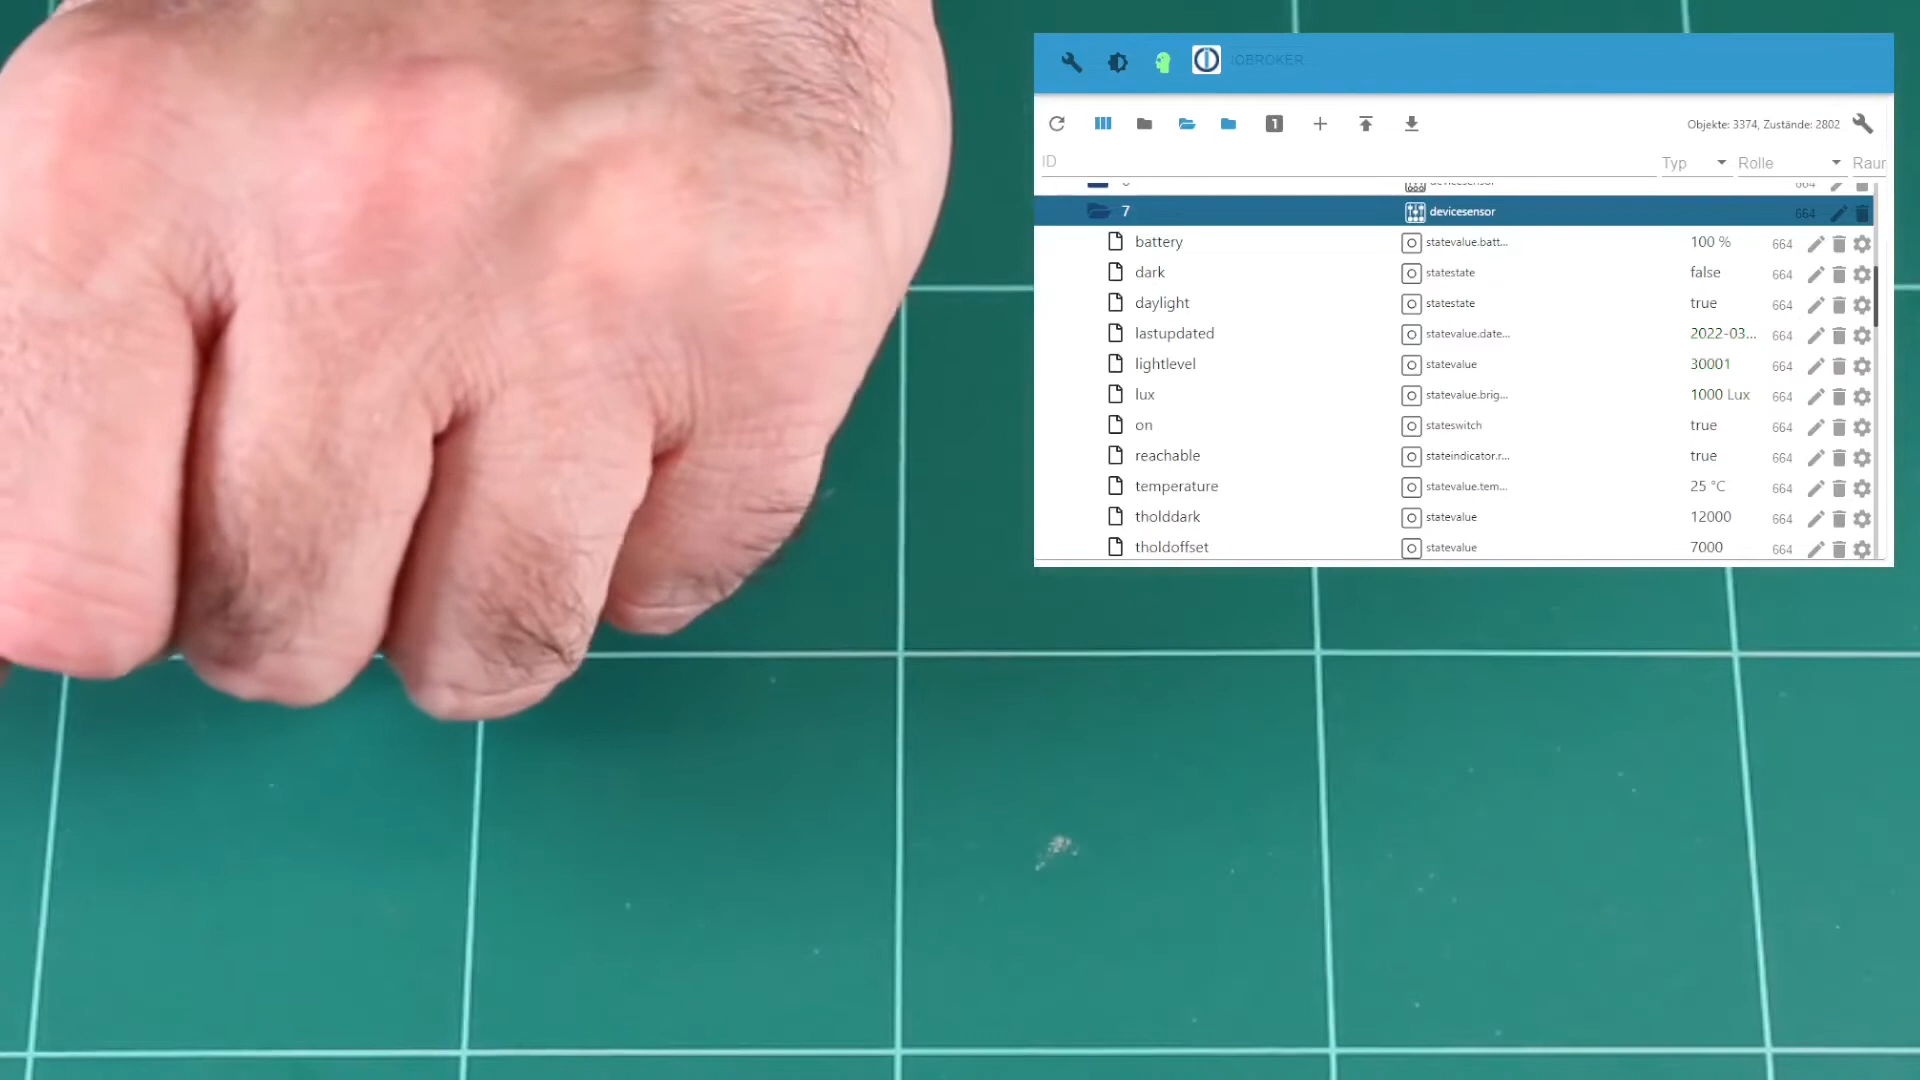 IOBROKER
Objekte: 3374, Zustände: 2802
ID Typ Rolle Raum
devicesensor 664
7 devicesensor 664
battery statevalue.batt... 100 % 664
dark statestate false 664
daylight statestate true 664
lastupdated statevalue.date... 2022-03... 664
lightlevel statevalue 30001 664
lux statevalue.brig... 1000 Lux 664
on stateswitch true 664
reachable stateindicator.r... true 664
temperature statevalue.tem... 25 °C 664
tholddark statevalue 12000 664
tholdoffset statevalue 7000 664